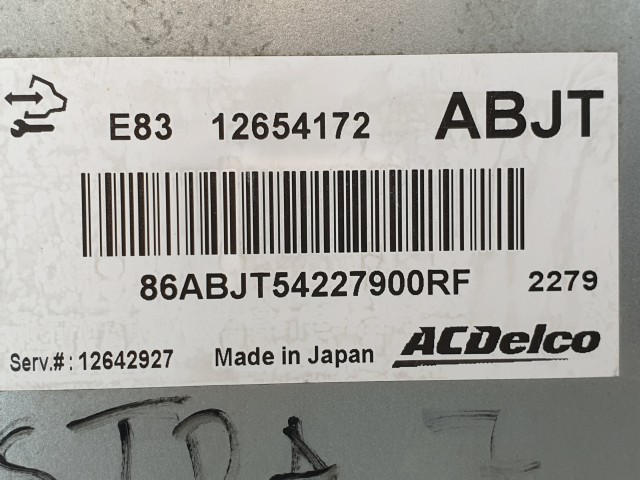 E83 12654172 ABJT
86ABJT54227900RF 2279
Serv.#: 12642927 Made in Japan ACDelco